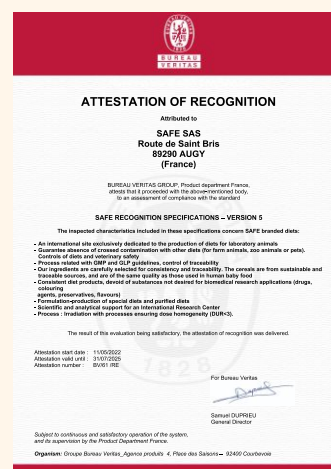 BUREAU
VERITAS
ATTESTATION OF RECOGNITION
Attributed to
SAFE SAS
Route de Saint Bris
89290 AUGY
(France)
BUREAU VERITAS GROUP, Product department France,
attests that it proceeded with the above-mentioned body,
to an assessment of compliance with the standard
SAFE RECOGNITION SPECIFICATIONS – VERSION 5
The inspected characteristics included in these specifications concern SAFE branded diets:
- An international site exclusively dedicated to the production of diets for laboratory animals
- Guarantee absence of crossed contamination with other diets (for farm animals, zoo animals or pets).
Controls of diets and veterinary safety
- Process related with GMP and GLP guidelines, control of traceability
- Our ingredients are carefully selected for consistency and traceability. The cereals are from sustainable and
traceable sources, and are of the same quality as those used in human baby food
- Consistent diet products, devoid of substances not desired for biomedical research applications (drugs,
colouring
agents, preservatives, flavours)
- Formulation-production of special diets and purified diets
- Scientific and analytical support for an International Research Center
- Process : Irradiation with processes ensuring dose homogeneity (DUR<3).
The result of this evaluation being satisfactory, the attestation of recognition was delivered.
Attestation start date : 11/05/2022
Attestation valid until : 31/07/2025
Attestation number : BV/61 IRE
1828
For Bureau Veritas
Samuel DUPRIEU
General Director
Subject to continuous and satisfactory operation of the system,
and its supervision by the Product Department France.
Organism: Groupe Bureau Veritas_Agence produits 4, Place des Saisons– 92400 Courbevoie